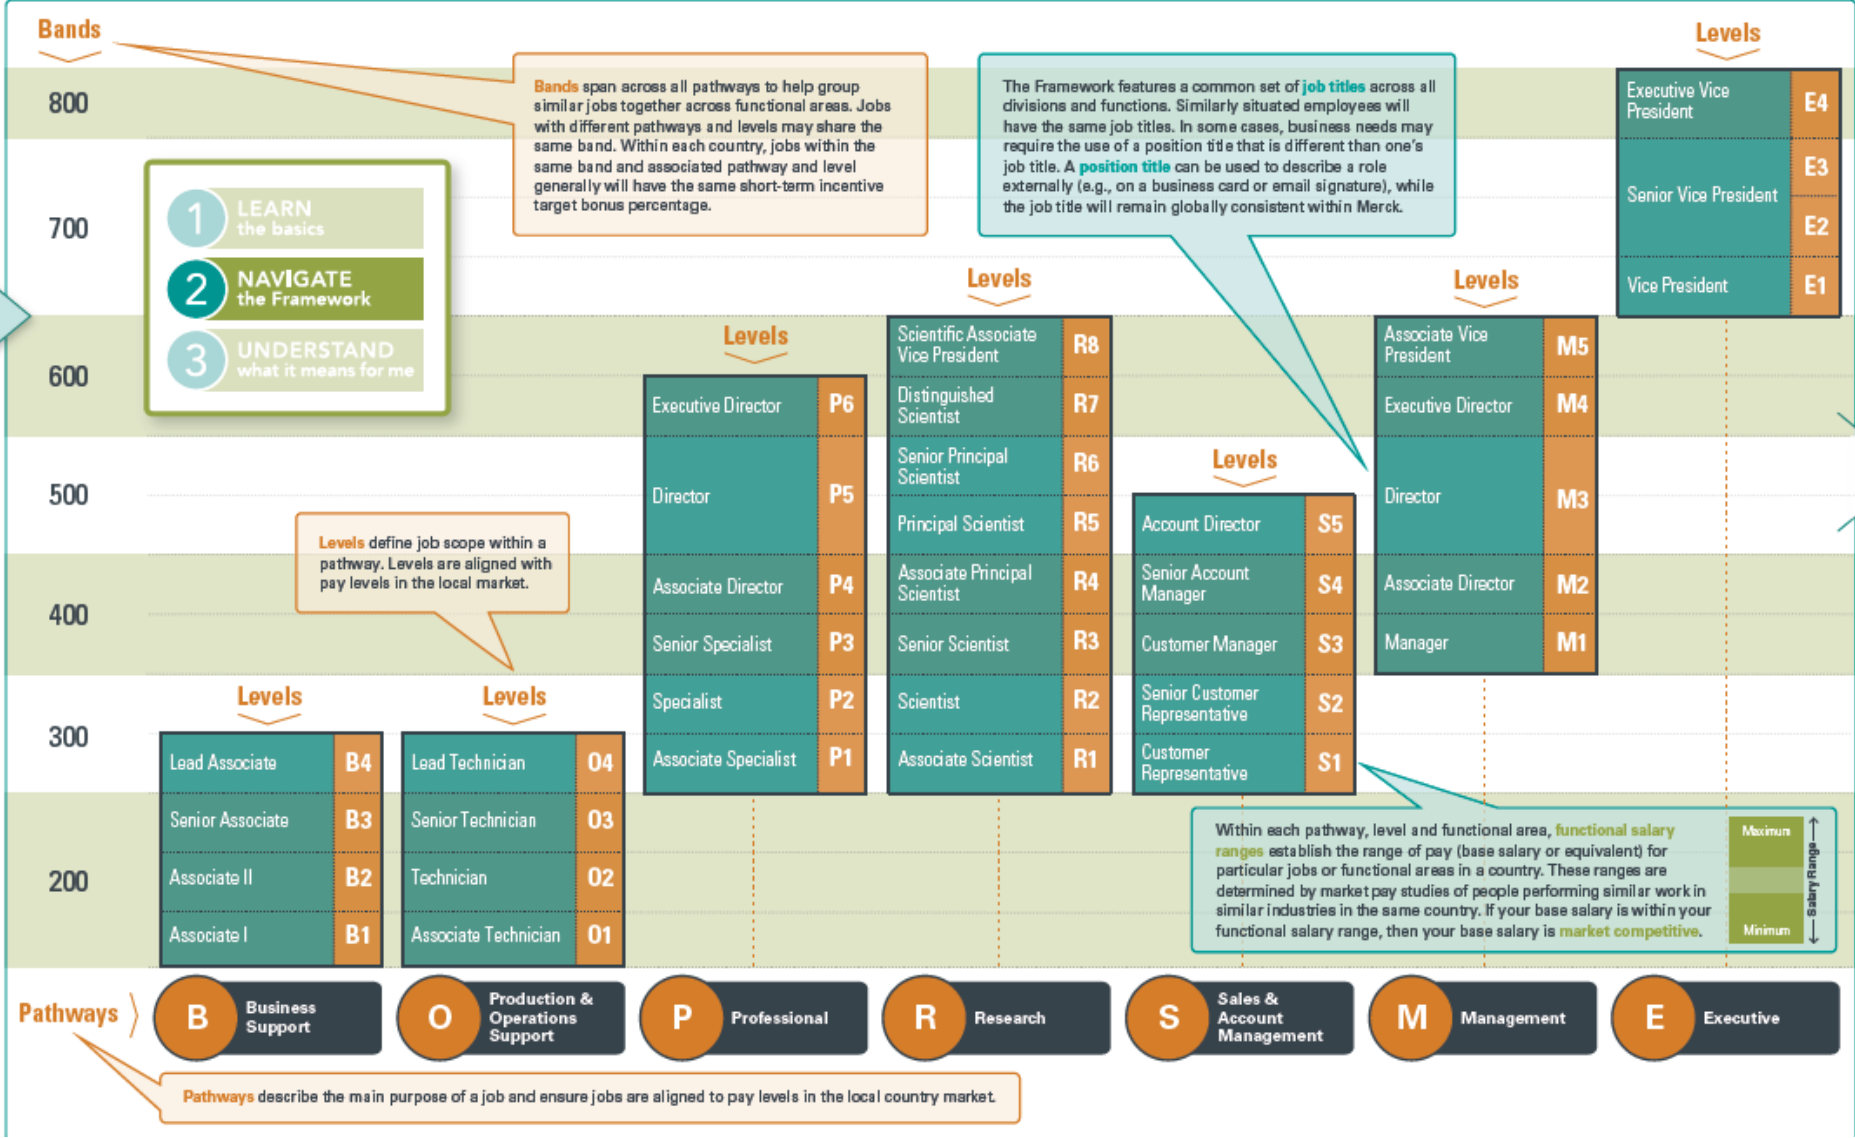 Bands
800
700
600
500
400
300
200
Bands span across all pathways to help group
similar jobs together across functional areas. Jobs
with different pathways and levels may share the
same band. Within each country, jobs within the
same band and associated pathway and level
generally will have the same short-term incentive
target bonus percentage.
The Framework features a common set of job titles across all
divisions and functions. Similarly situated employees will
have the same job titles. In some cases, business needs may
require the use of a position title that is different than one's
job title. A position title can be used to describe a role
externally (e.g., on a business card or email signature), while
the job title will remain globally consistent within Merck.
1
LEARN
the basics
2
NAVIGATE
the Framework
3
UNDERSTAND
what it means for me
Levels define job scope within a
pathway. Levels are aligned with
pay levels in the local market.
Levels
Lead Associate B4
Senior Associate B3
Associate II B2
Associate I B1
Levels
Lead Technician O4
Senior Technician O3
Technician O2
Associate Technician O1
Levels
Executive Director P6
Director P5
Associate Director P4
Senior Specialist P3
Specialist P2
Associate Specialist P1
Levels
Scientific Associate
Vice President R8
Distinguished
Scientist R7
Senior Principal
Scientist R6
Principal Scientist R5
Associate Principal
Scientist R4
Senior Scientist R3
Scientist R2
Associate Scientist R1
Levels
Account Director S5
Senior Account
Manager S4
Customer Manager S3
Senior Customer
Representative S2
Customer
Representative S1
Levels
Associate Vice
President M5
Executive Director M4
Director M3
Associate Director M2
Manager M1
Levels
Executive Vice
President E4
E3
Senior Vice President
E2
Vice President E1
Within each pathway, level and functional area, functional salary
ranges establish the range of pay (base salary or equivalent) for
particular jobs or functional areas in a country. These ranges are
determined by market pay studies of people performing similar work in
similar industries in the same country. If your base salary is within your
functional salary range, then your base salary is market competitive.
Maximum
Minimum
Salary Range
Pathways
B
Business
Support
O
Production &
Operations
Support
P
Professional
R
Research
S
Sales &
Account
Management
M
Management
E
Executive
Pathways describe the main purpose of a job and ensure jobs are aligned to pay levels in the local country market.